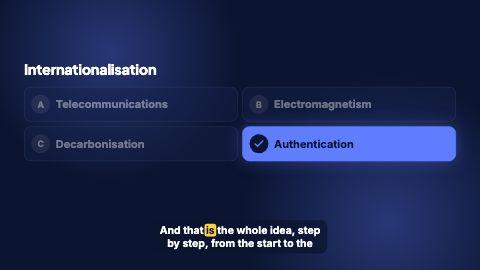 Internationalisation
A Telecommunications
B Electromagnetism
C Decarbonisation
Authentication
And that is the whole idea, step
by step, from the start to the